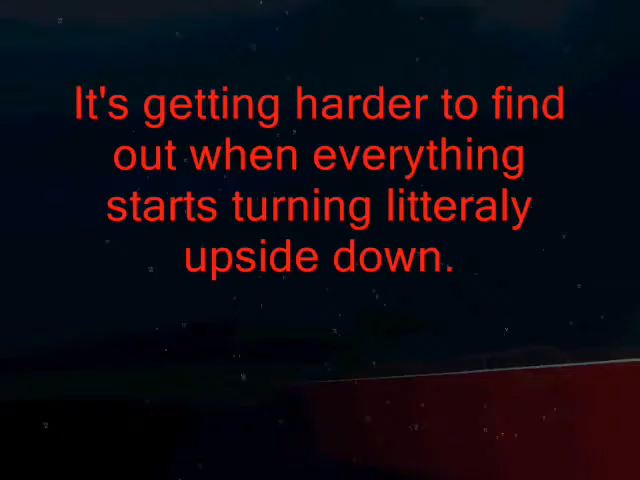 It's getting harder to find
out when everything
starts turning litteraly
upside down.